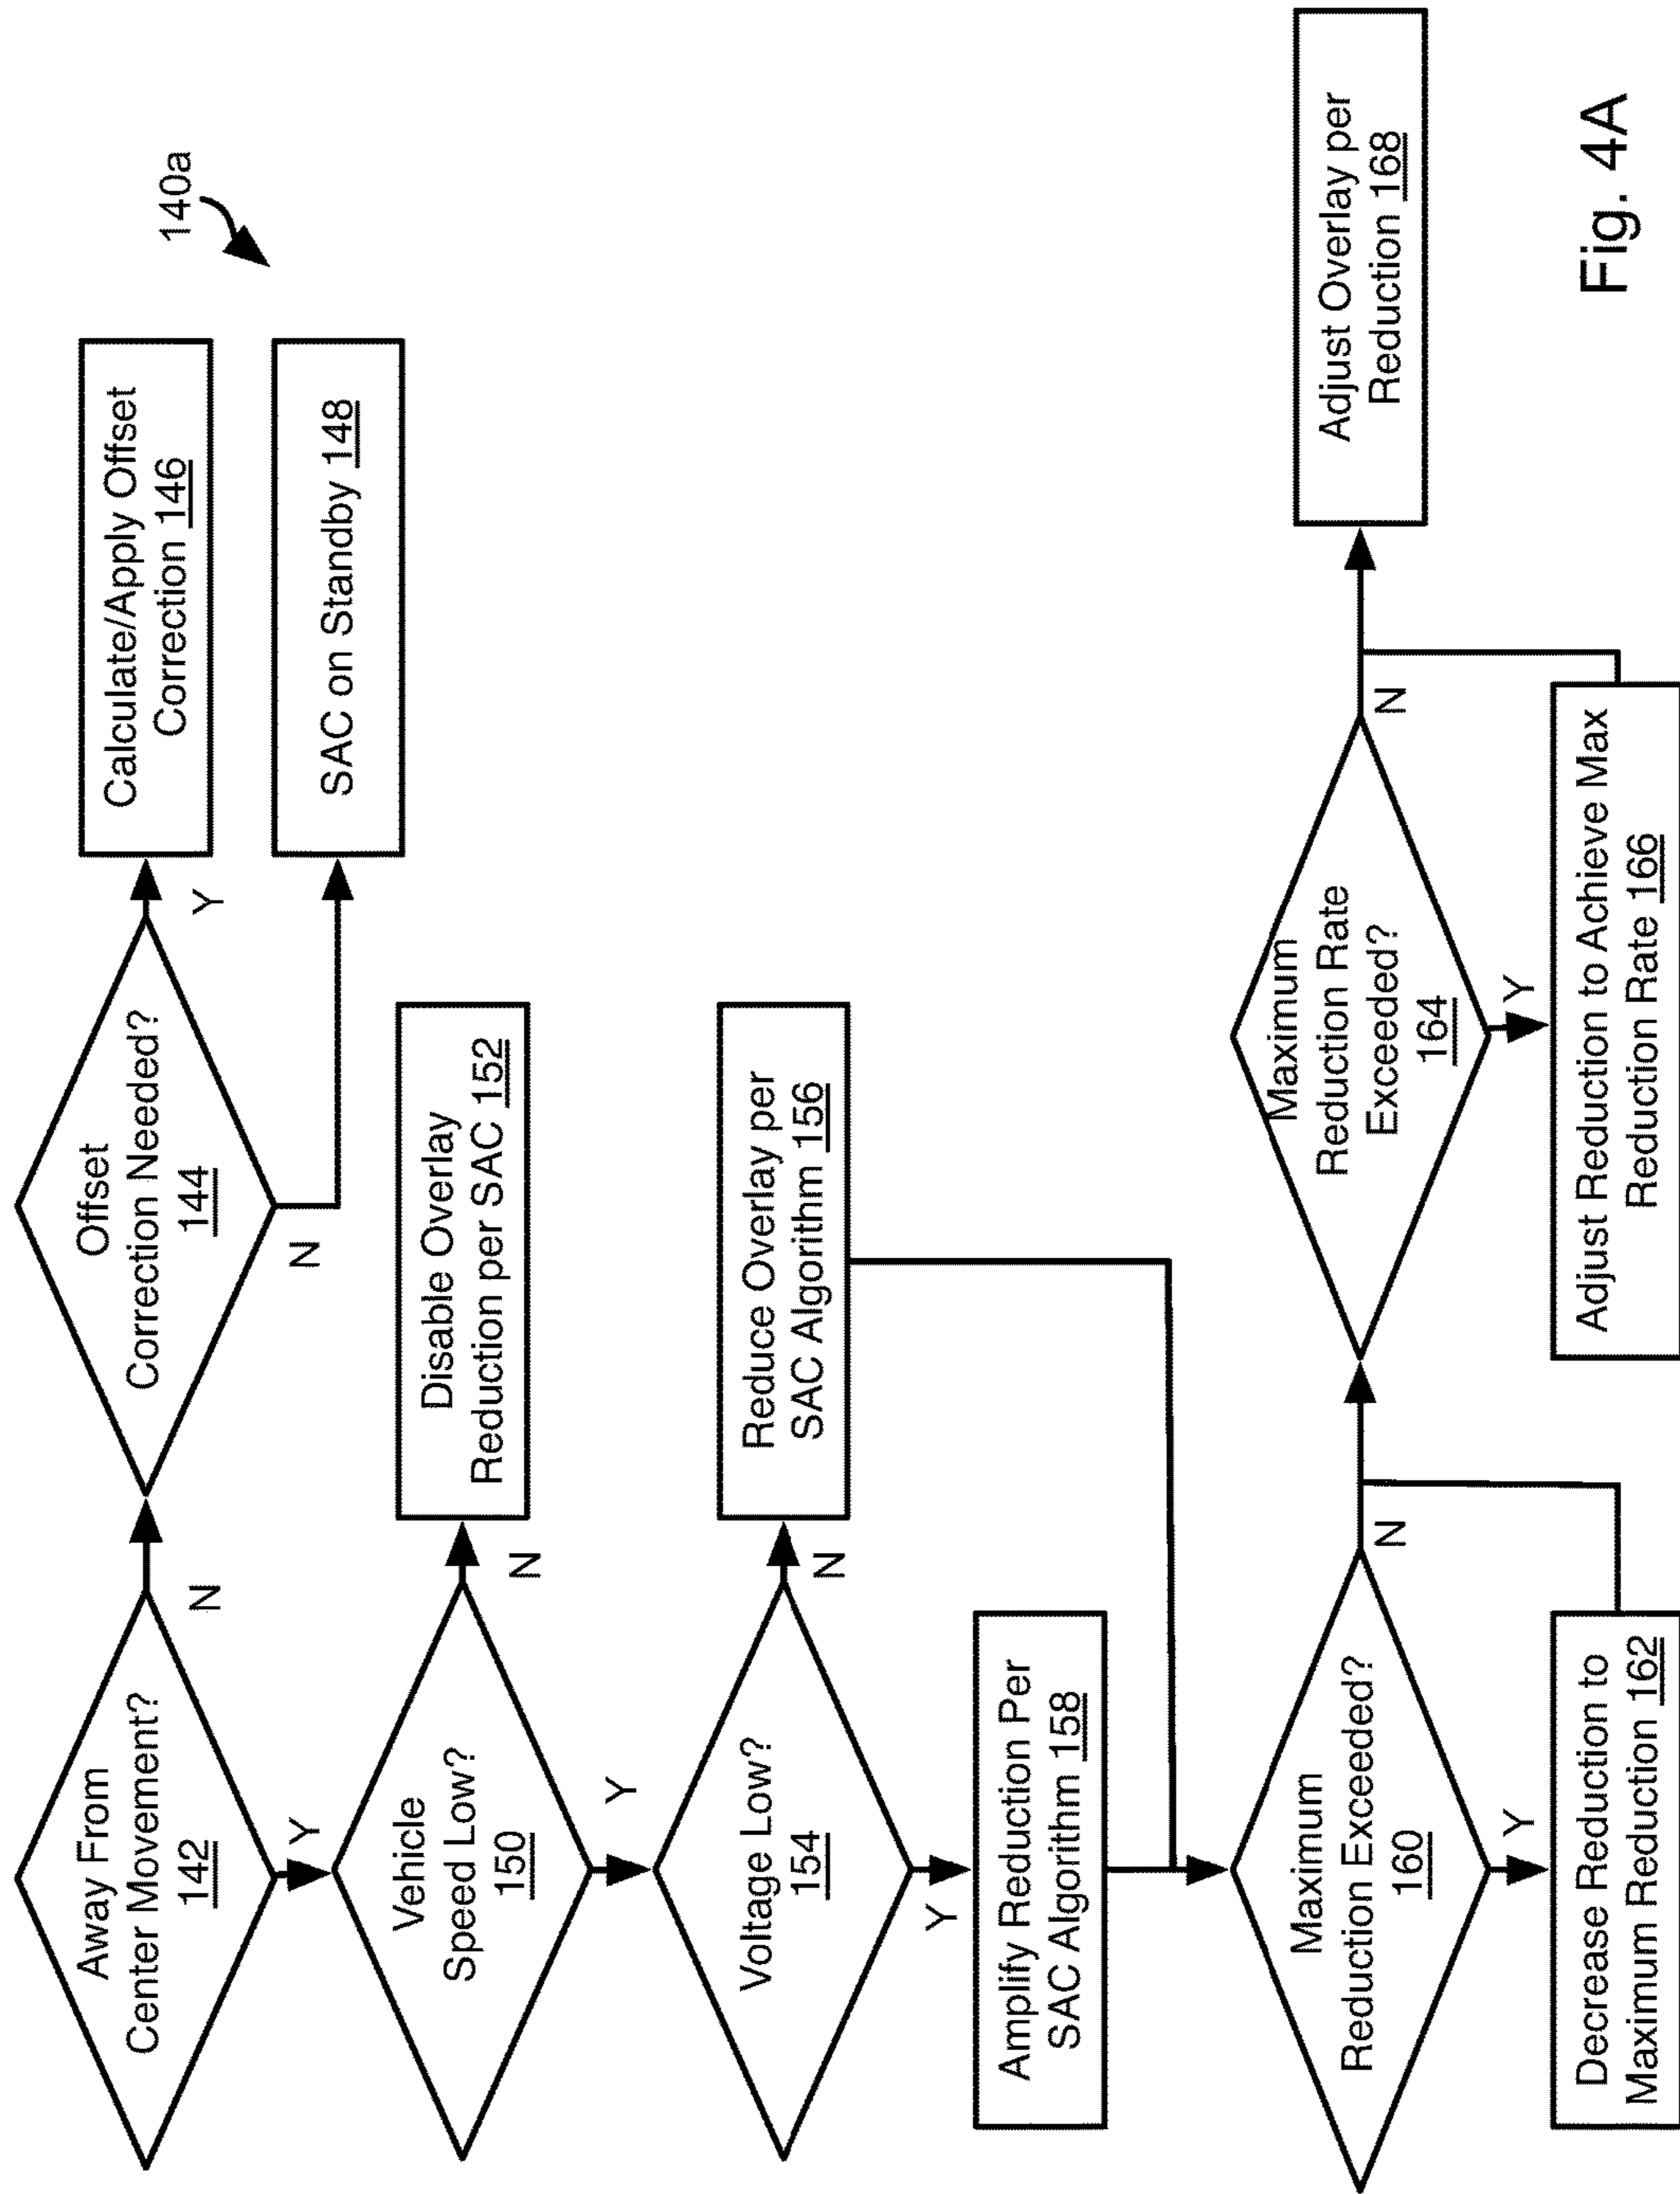 140a
Away From
Center Movement?
142
N
Y
Offset
Correction Needed?
144
Y
N
Calculate/Apply Offset
Correction 146
SAC on Standby 148
Vehicle
Speed Low?
150
N
Y
Disable Overlay
Reduction per SAC 152
Voltage Low?
154
N
Y
Reduce Overlay per
SAC Algorithm 156
Amplify Reduction Per
SAC Algorithm 158
Maximum
Reduction Exceeded?
160
N
Y
Decrease Reduction to
Maximum Reduction 162
Maximum
Reduction Rate
Exceeded?
164
N
Y
Adjust Reduction to Achieve Max
Reduction Rate 166
Adjust Overlay per
Reduction 168
Fig. 4A